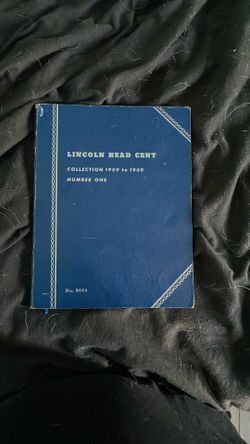 LINCOLN HEAD CENT
COLLECTION 1909 to 1940
NUMBER ONE
No. 9004